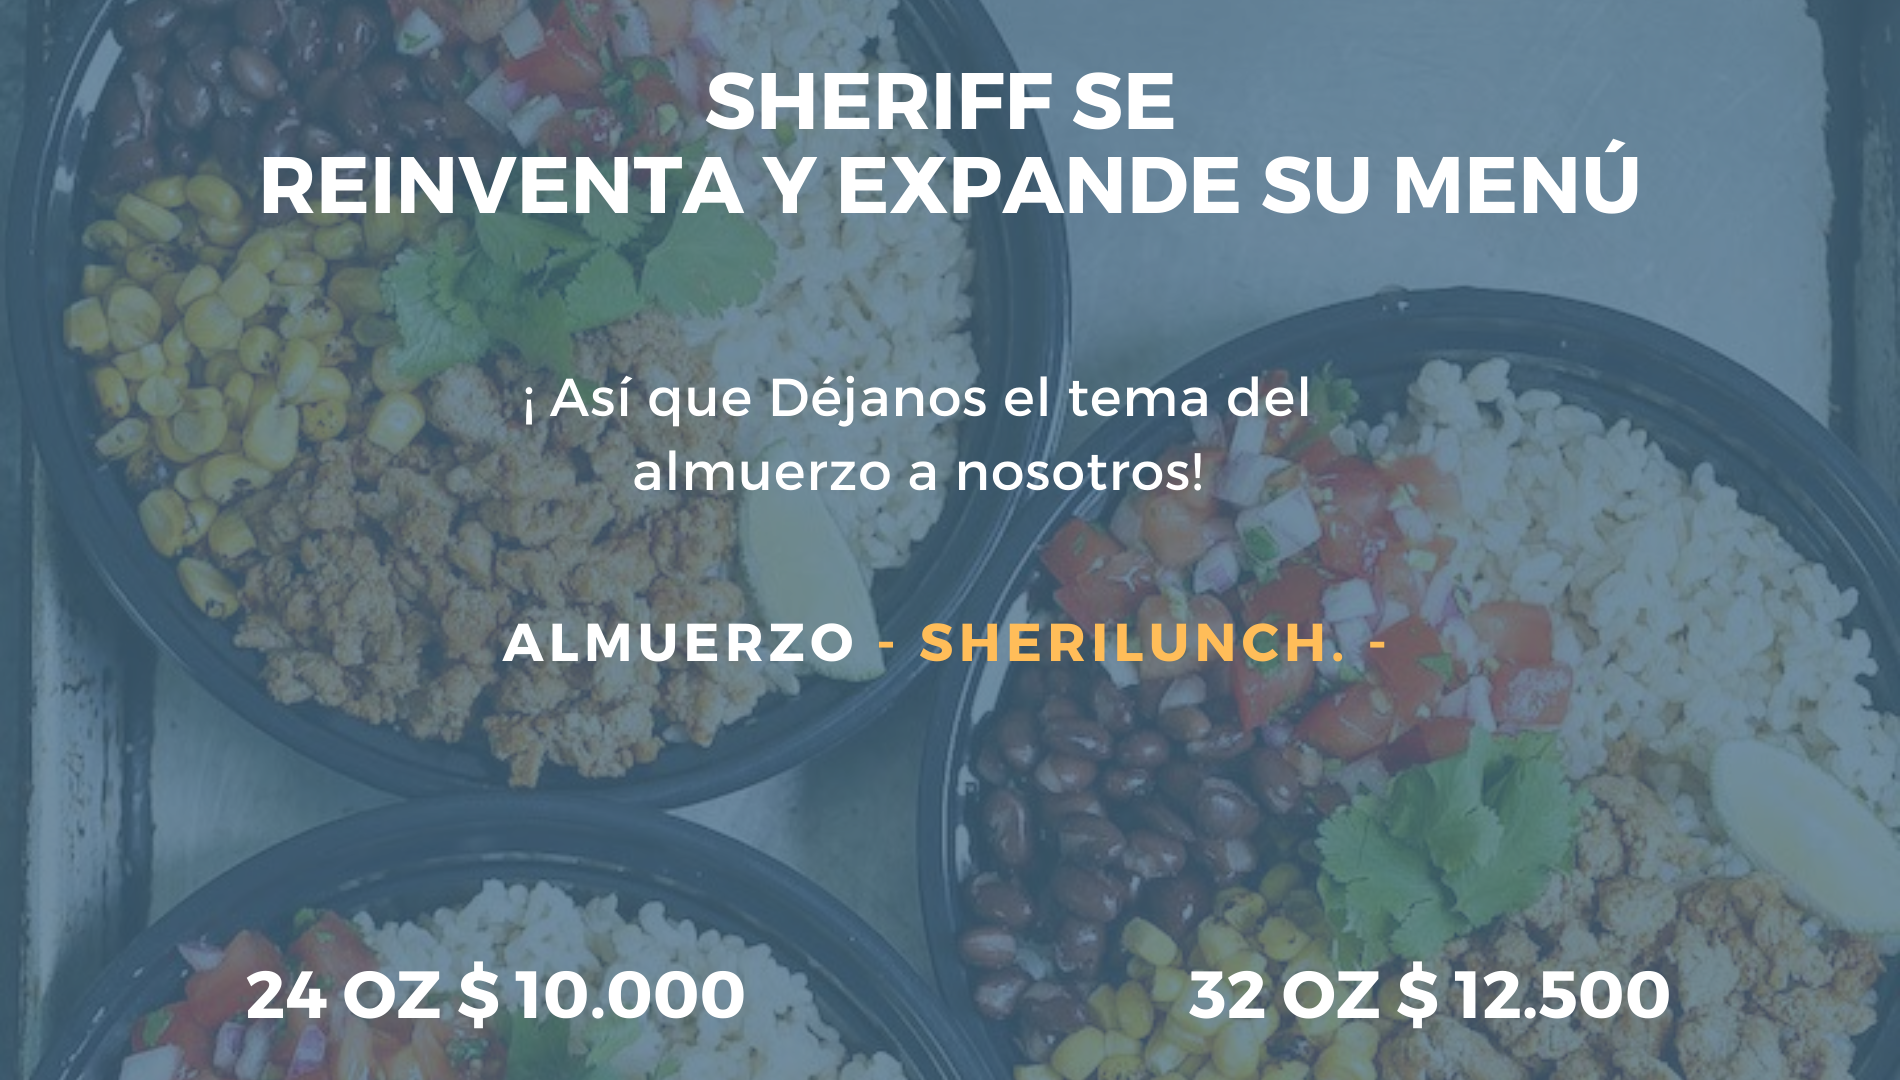 SHERIFF SE
REINVENTA Y EXPANDE SU MENÚ
¡ Así que Déjanos el tema del
almuerzo a nosotros!
ALMUERZO - SHERILUNCH. -
24 OZ $ 10.000
32 OZ $ 12.500